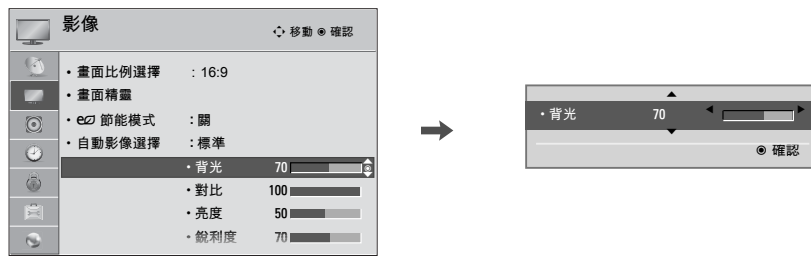 影像
移動 ◉ 確認
• 畫面比例選擇 : 16:9
• 畫面精靈
• eco 節能模式 : 關
• 自動影像選擇 : 標準
• 背光 70
• 對比 100
• 亮度 50
• 銳利度 70
• 背光 70
◉ 確認